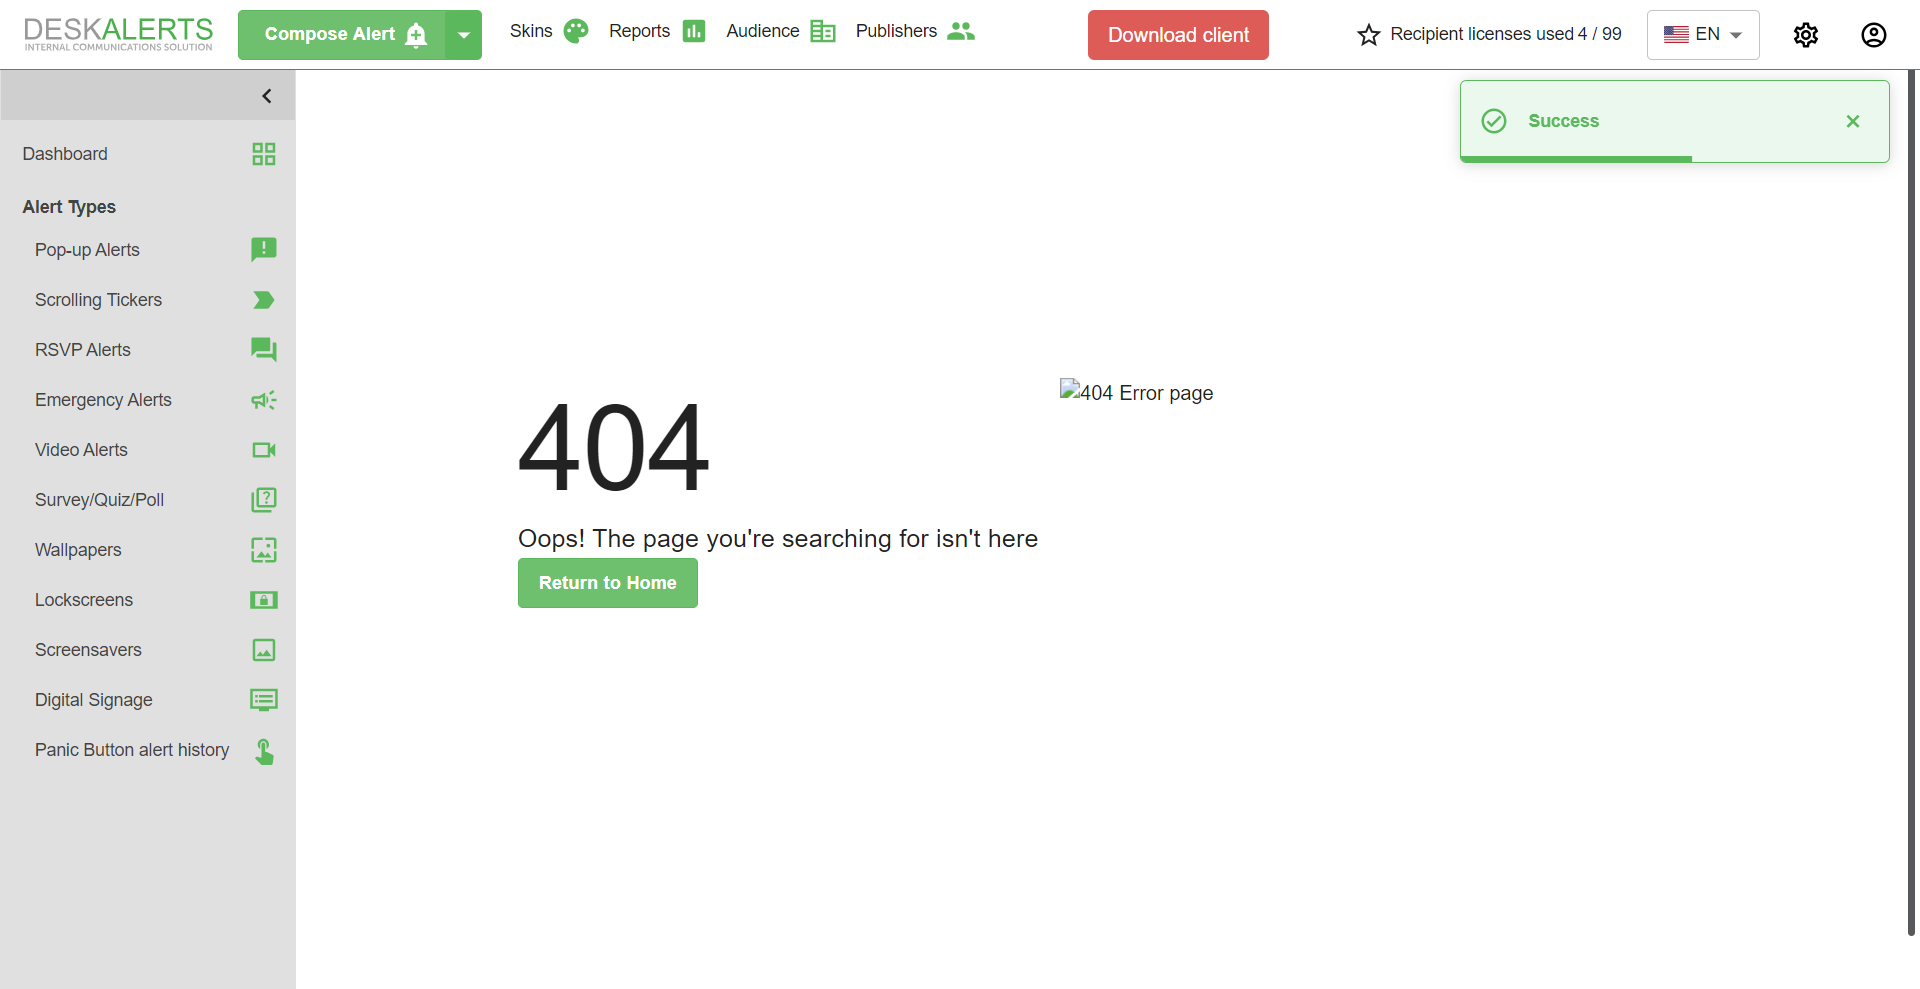 DESKALERTS
INTERNAL COMMUNICATIONS SOLUTION
Compose Alert
Skins
Reports
Audience
Publishers
Download client
Recipient licenses used 4 / 99
EN
Success
Dashboard
Alert Types
Pop-up Alerts
Scrolling Tickers
RSVP Alerts
Emergency Alerts
Video Alerts
Survey/Quiz/Poll
Wallpapers
Lockscreens
Screensavers
Digital Signage
Panic Button alert history
404 Error page
404
Oops! The page you're searching for isn't here
Return to Home